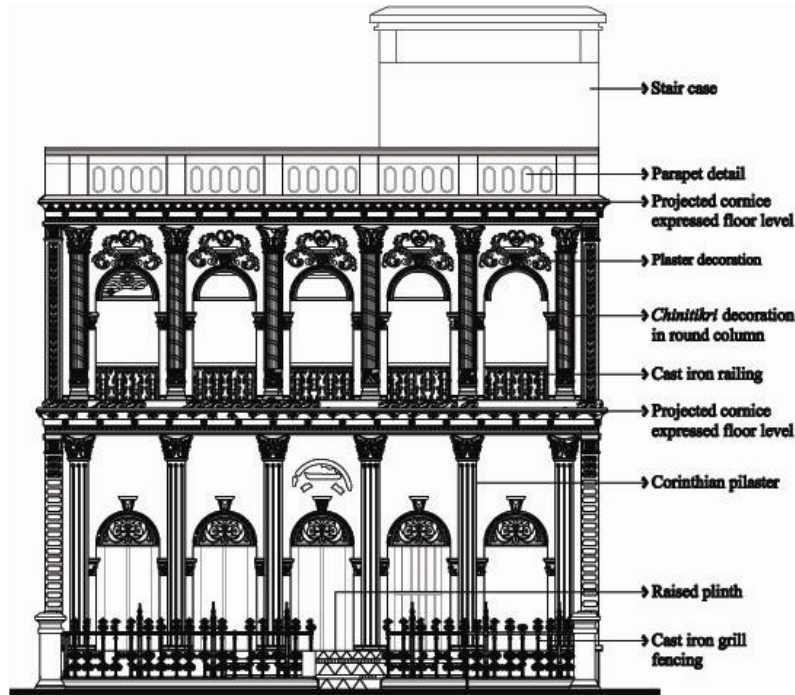 Stair case
Parapet detail
Projected cornice
expressed floor level
Plaster decoration
Chinitikri decoration
in round column
Cast iron railing
Projected cornice
expressed floor level
Corinthian pilaster
Raised plinth
Cast iron grill
fencing